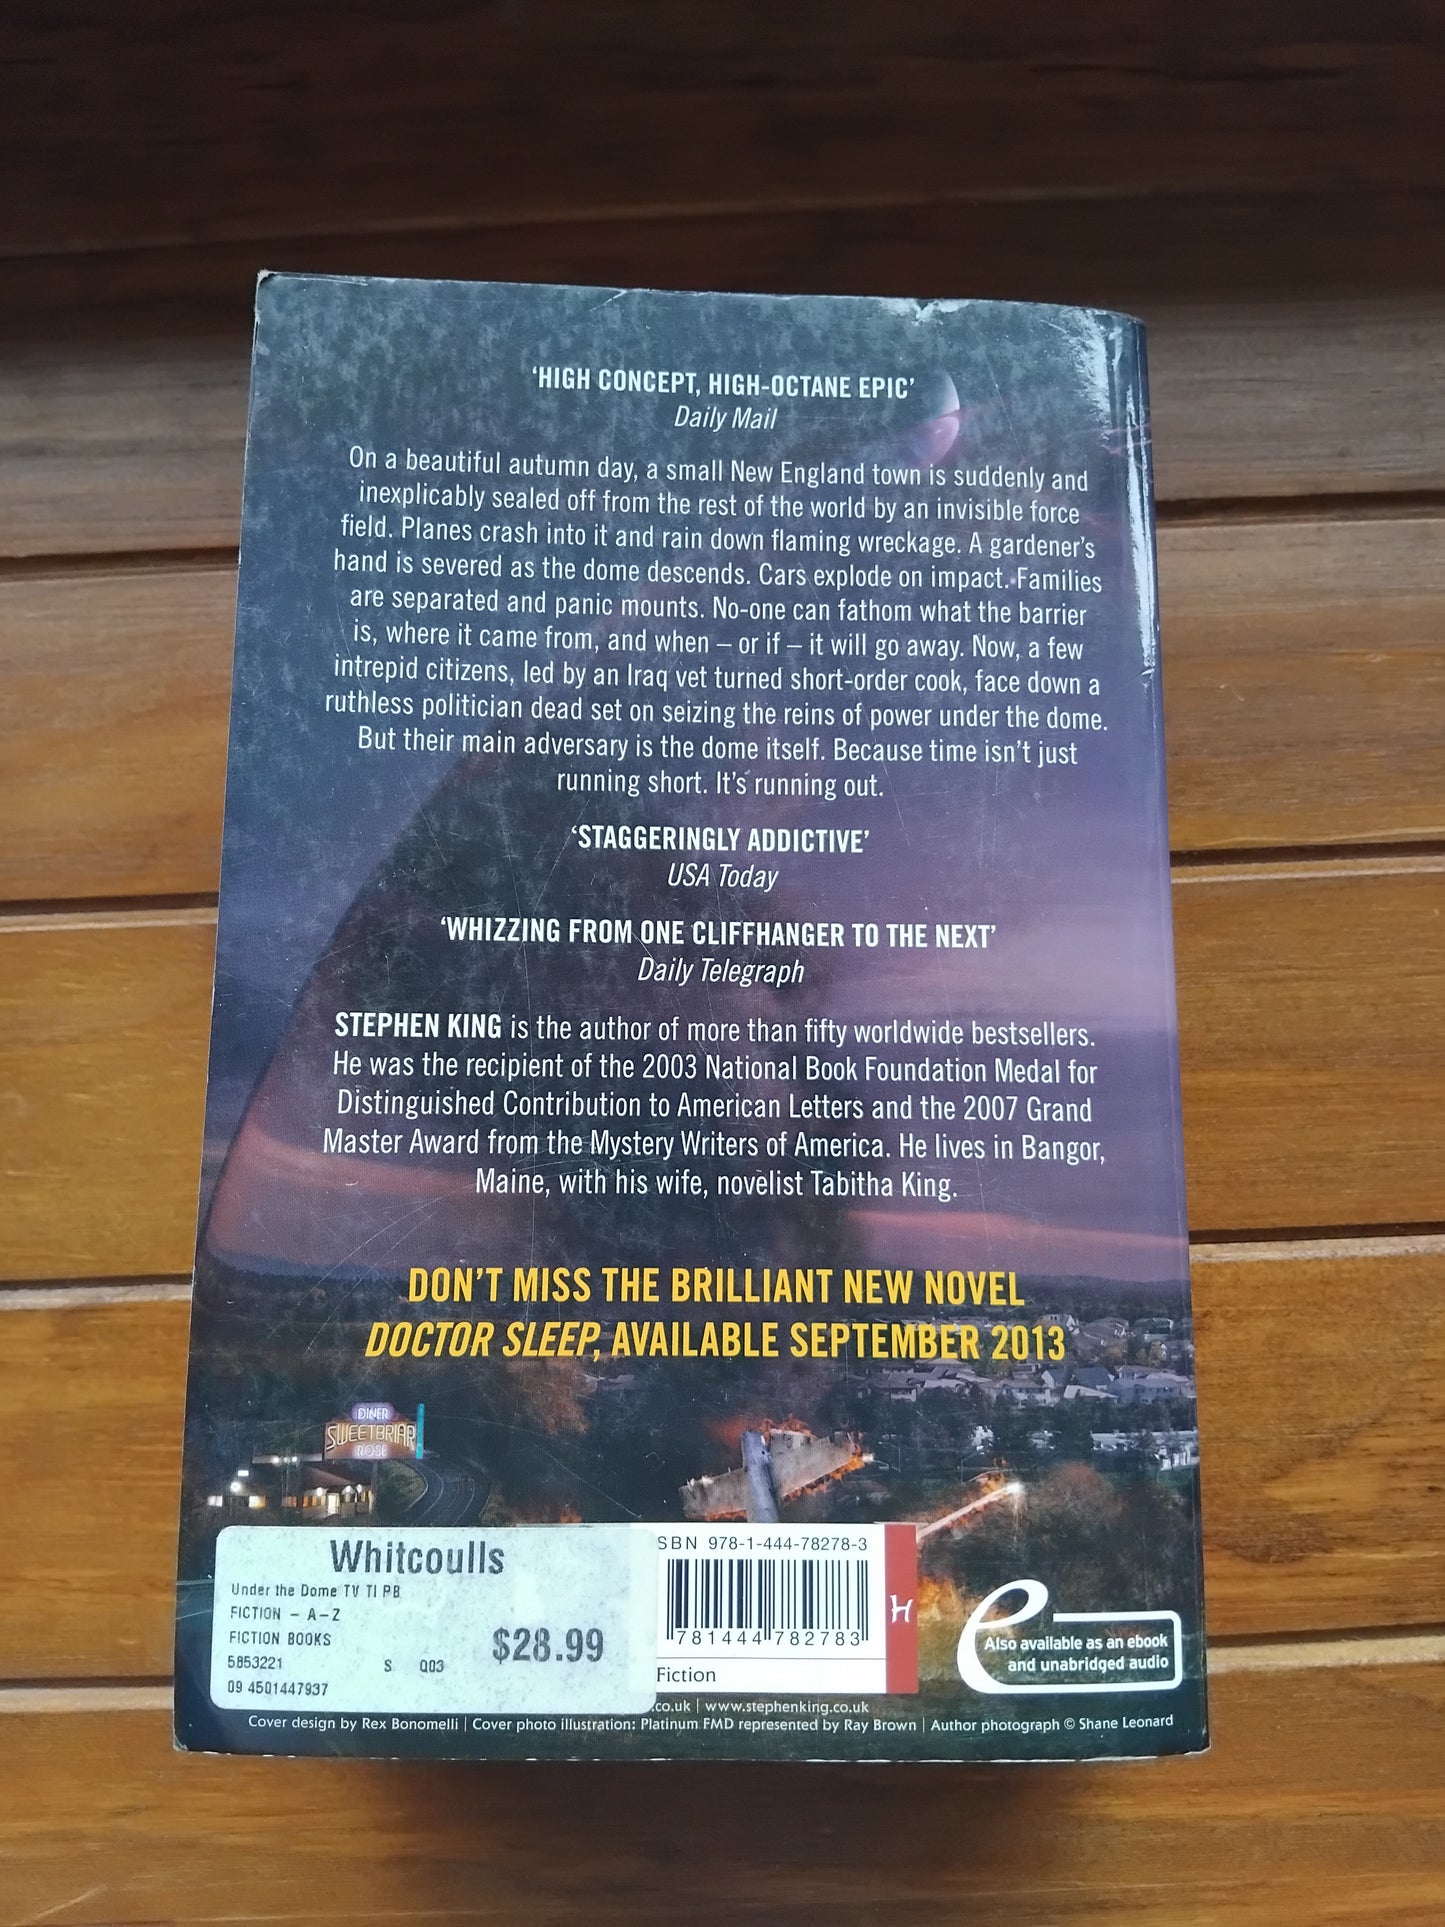 ‘HIGH CONCEPT, HIGH-OCTANE EPIC’
Daily Mail
On a beautiful autumn day, a small New England town is suddenly and
inexplicably sealed off from the rest of the world by an invisible force
field. Planes crash into it and rain down flaming wreckage. A gardener’s
hand is severed as the dome descends. Cars explode on impact. Families
are separated and panic mounts. No-one can fathom what the barrier
is, where it came from, and when – or if – it will go away. Now, a few
intrepid citizens, led by an Iraq vet turned short-order cook, face down a
ruthless politician dead set on seizing the reins of power under the dome.
But their main adversary is the dome itself. Because time isn’t just
running short. It’s running out.
‘STAGGERINGLY ADDICTIVE’
USA Today
‘WHIZZING FROM ONE CLIFFHANGER TO THE NEXT’
Daily Telegraph
STEPHEN KING is the author of more than fifty worldwide bestsellers.
He was the recipient of the 2003 National Book Foundation Medal for
Distinguished Contribution to American Letters and the 2007 Grand
Master Award from the Mystery Writers of America. He lives in Bangor,
Maine, with his wife, novelist Tabitha King.
DON’T MISS THE BRILLIANT NEW NOVEL
DOCTOR SLEEP, AVAILABLE SEPTEMBER 2013
DINER
SWEETBRIAR
ROSE
Whitcoulls
Under the Dome TV TI PB
FICTION - A-Z
FICTION BOOKS
5853221 S Q03
$28.99
09 4501447937
SBN 978-1-444-78278-3
781444 782783
Fiction
H
e
Also available as an ebook
and unabridged audio
.co.uk | www.stephenking.co.uk
Cover design by Rex Bonomelli | Cover photo illustration: Platinum FMD represented by Ray Brown | Author photograph © Shane Leonard